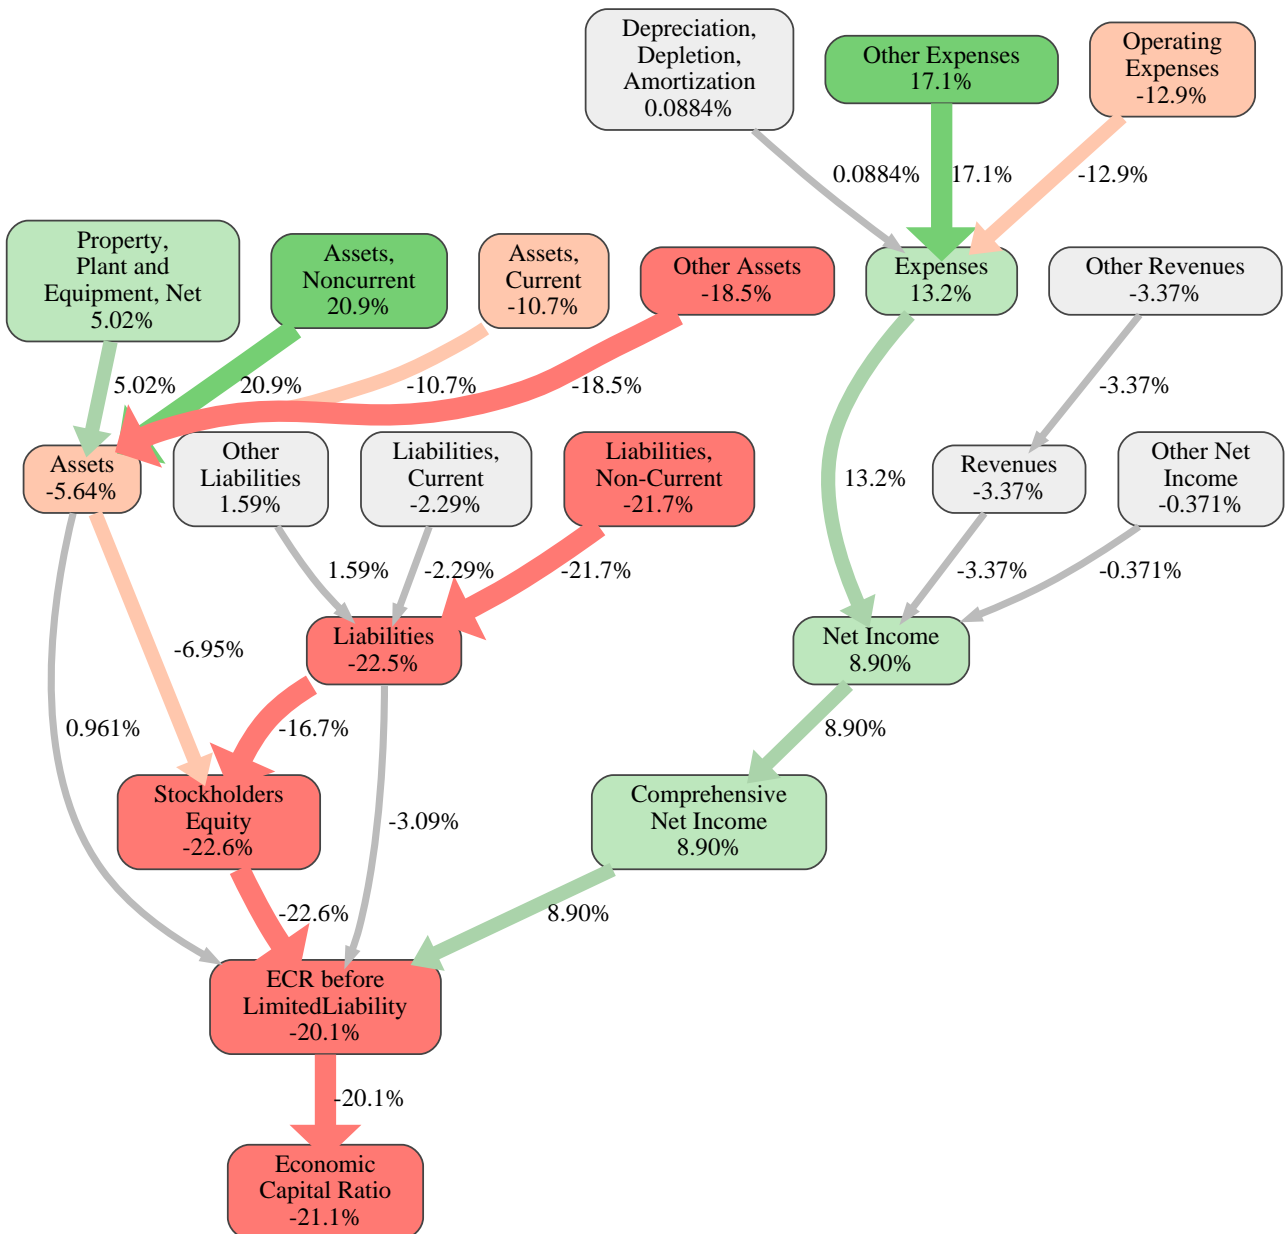 Depreciation,
Depletion,
Amortization
0.0884%
Other Expenses
17.1%
Operating
Expenses
-12.9%
0.0884%
17.1%
-12.9%
Property,
Plant and
Equipment, Net
5.02%
Assets,
Noncurrent
20.9%
Assets,
Current
-10.7%
Other Assets
-18.5%
Expenses
13.2%
Other Revenues
-3.37%
5.02%
20.9%
-10.7%
-18.5%
-3.37%
Assets
-5.64%
Other
Liabilities
1.59%
Liabilities,
Current
-2.29%
Liabilities,
Non-Current
-21.7%
13.2%
Revenues
-3.37%
Other Net
Income
-0.371%
1.59%
-2.29%
-21.7%
-3.37%
-0.371%
-6.95%
Liabilities
-22.5%
Net Income
8.90%
0.961%
-16.7%
8.90%
Stockholders
Equity
-22.6%
-3.09%
Comprehensive
Net Income
8.90%
-22.6%
8.90%
ECR before
LimitedLiability
-20.1%
-20.1%
Economic
Capital Ratio
-21.1%